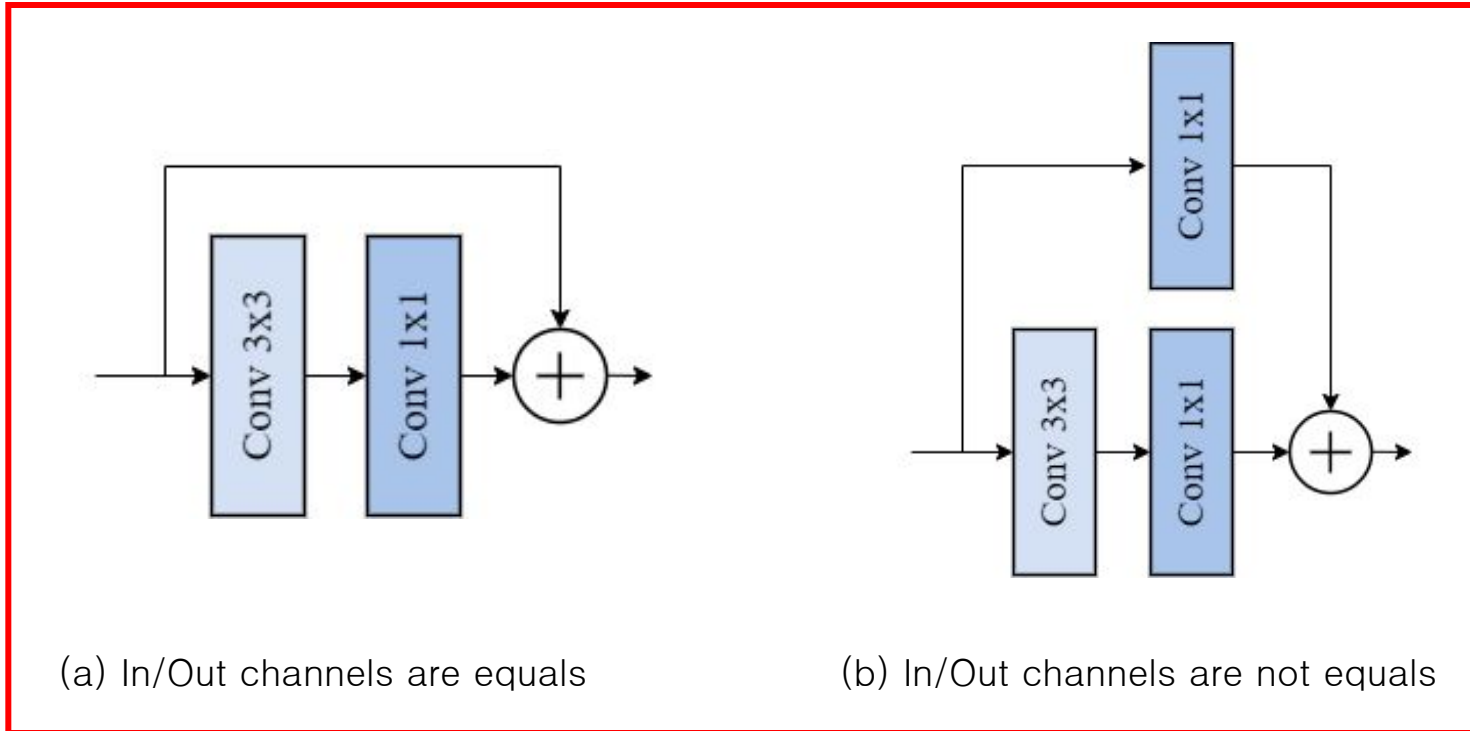 Conv 3x3
Conv 1x1
(a) In/Out channels are equals
Conv 1x1
Conv 3x3
Conv 1x1
(b) In/Out channels are not equals